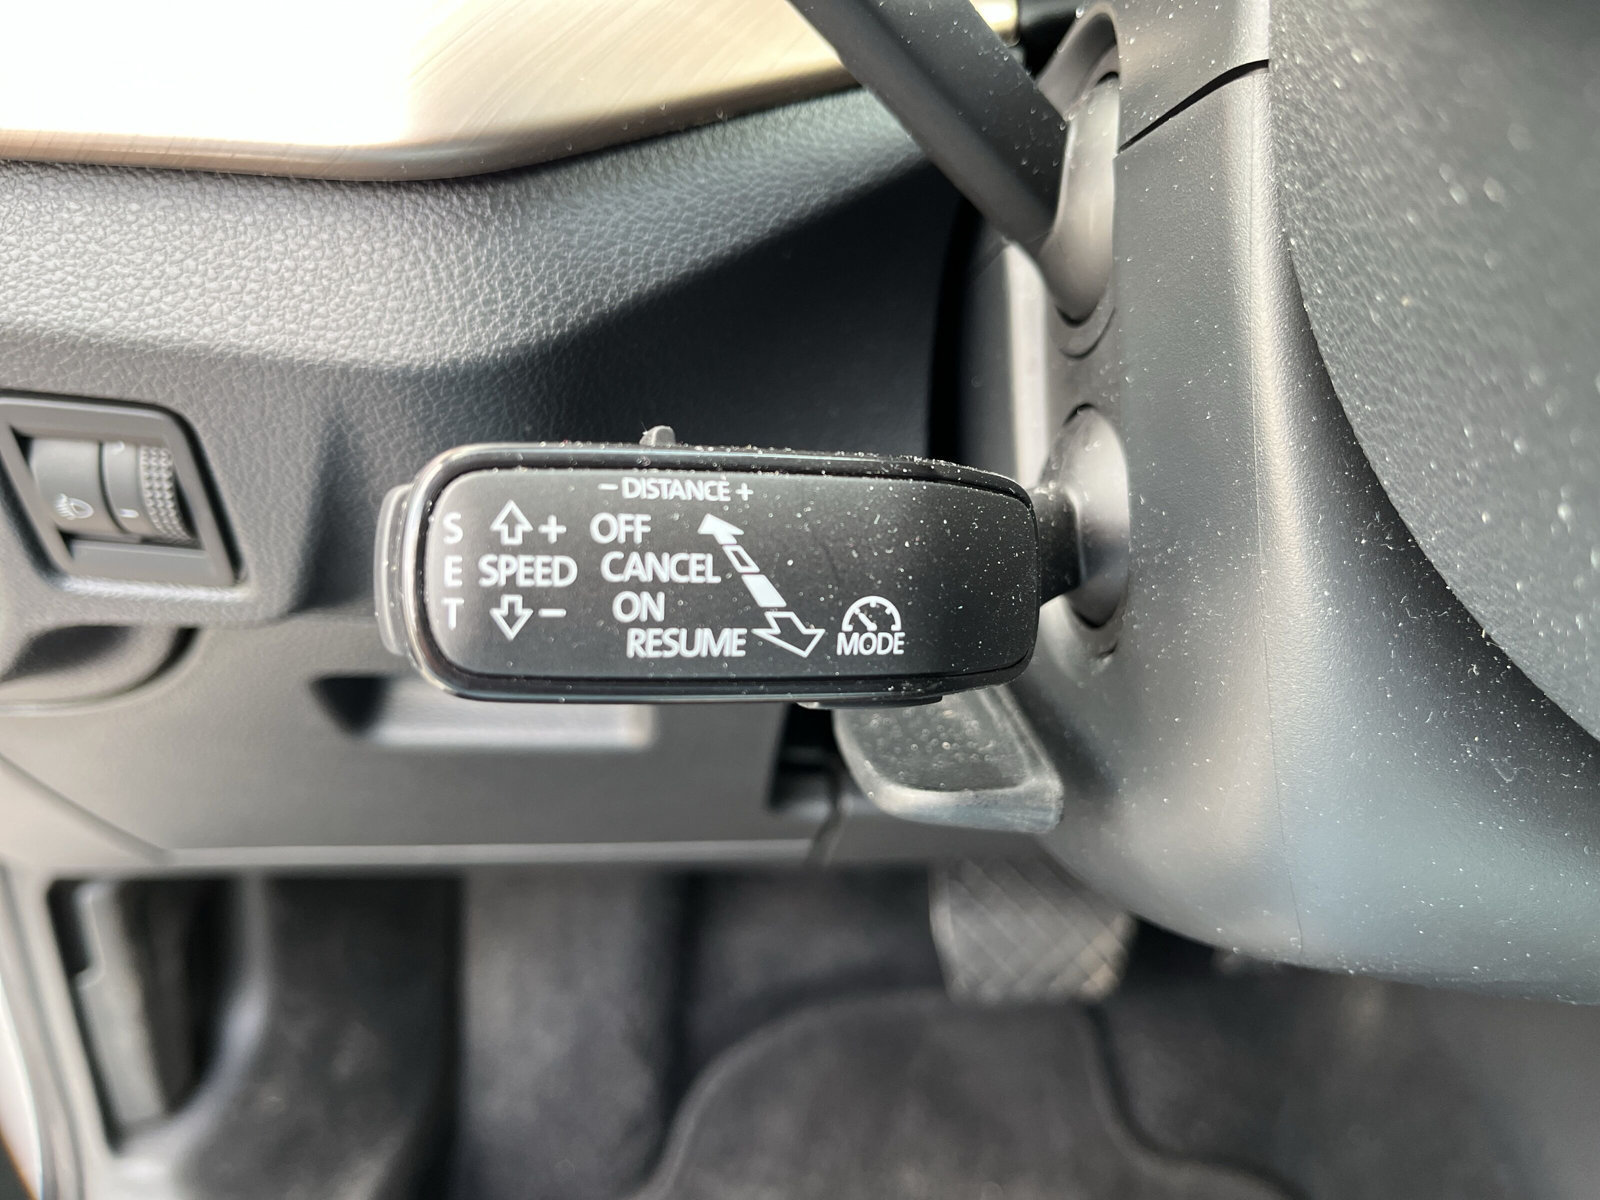 − DISTANCE +
S + OFF
E SPEED CANCEL
T − ON
RESUME MODE